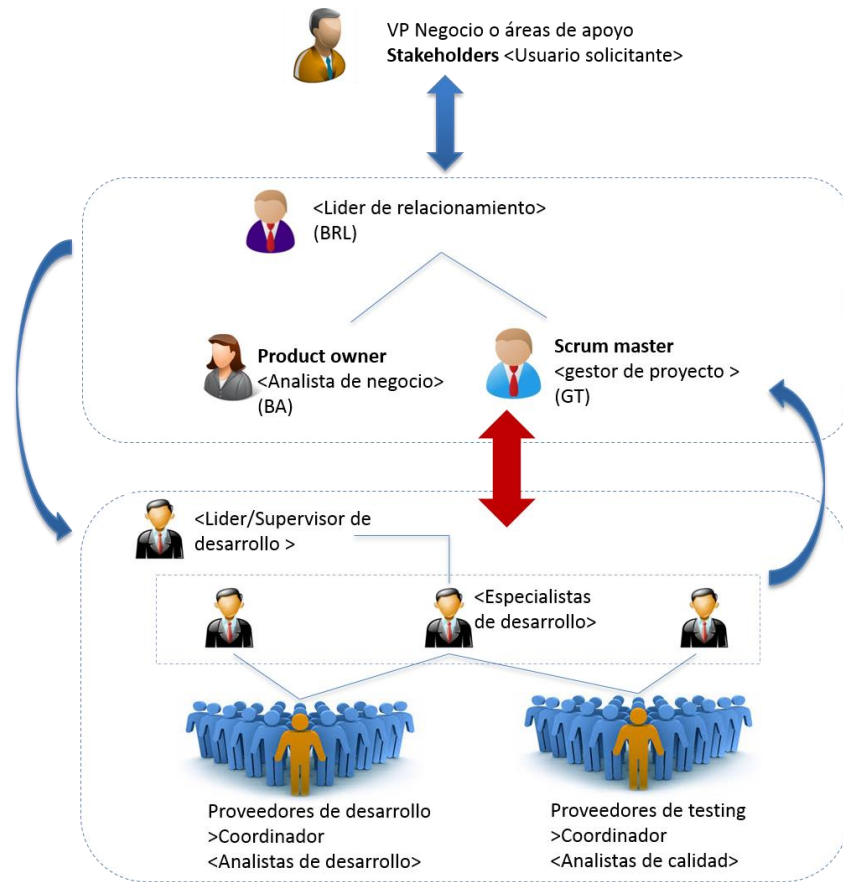 VP Negocio o áreas de apoyo
Stakeholders <Usuario solicitante>
<Lider de relacionamiento>
(BRL)
Product owner
<Analista de negocio>
(BA)
Scrum master
<gestor de proyecto >
(GT)
<Lider/Supervisor de
desarrollo >
<Especialistas
de desarrollo>
Proveedores de desarrollo
>Coordinador
<Analistas de desarrollo>
Proveedores de testing
>Coordinador
<Analistas de calidad>